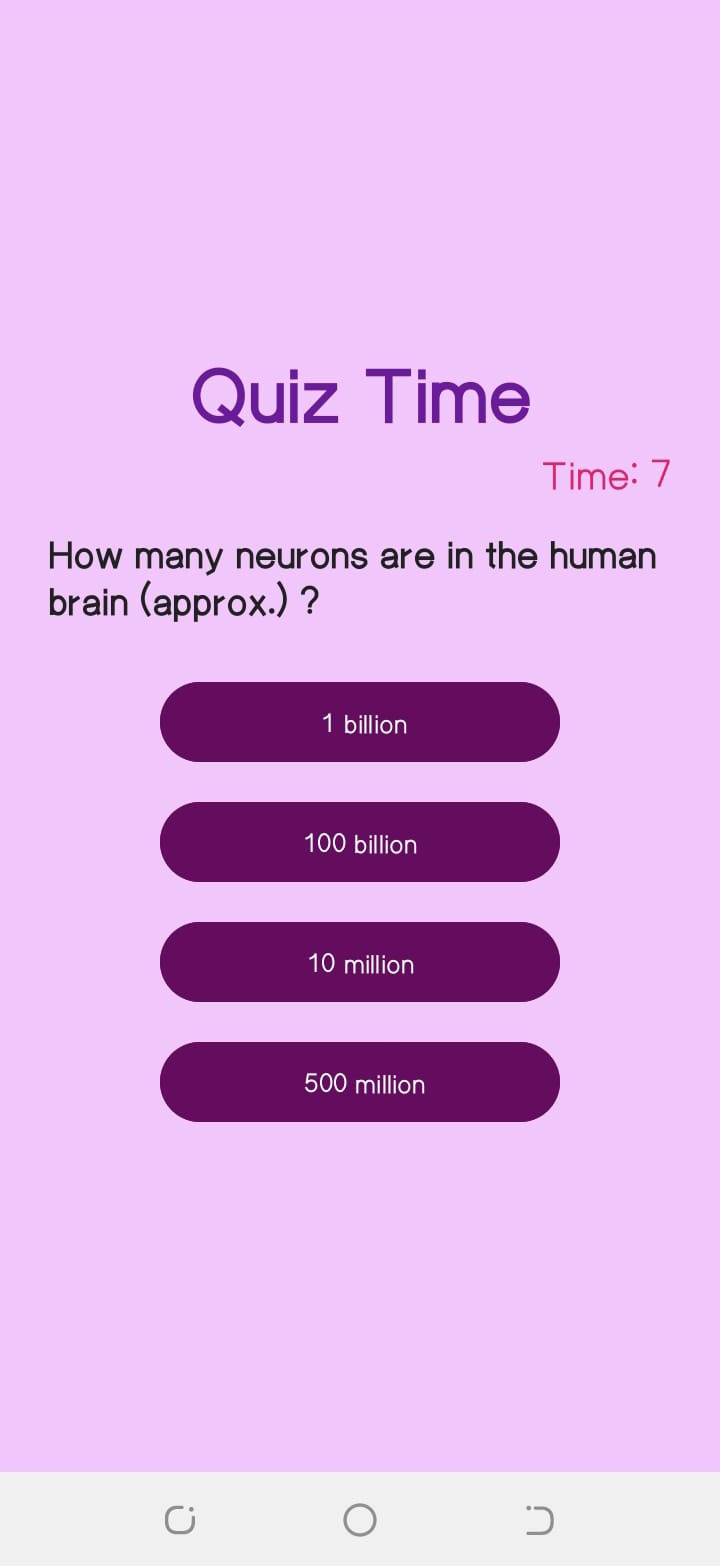 Quiz Time
Time: 7
How many neurons are in the human
brain (approx.) ?
1 billion
100 billion
10 million
500 million